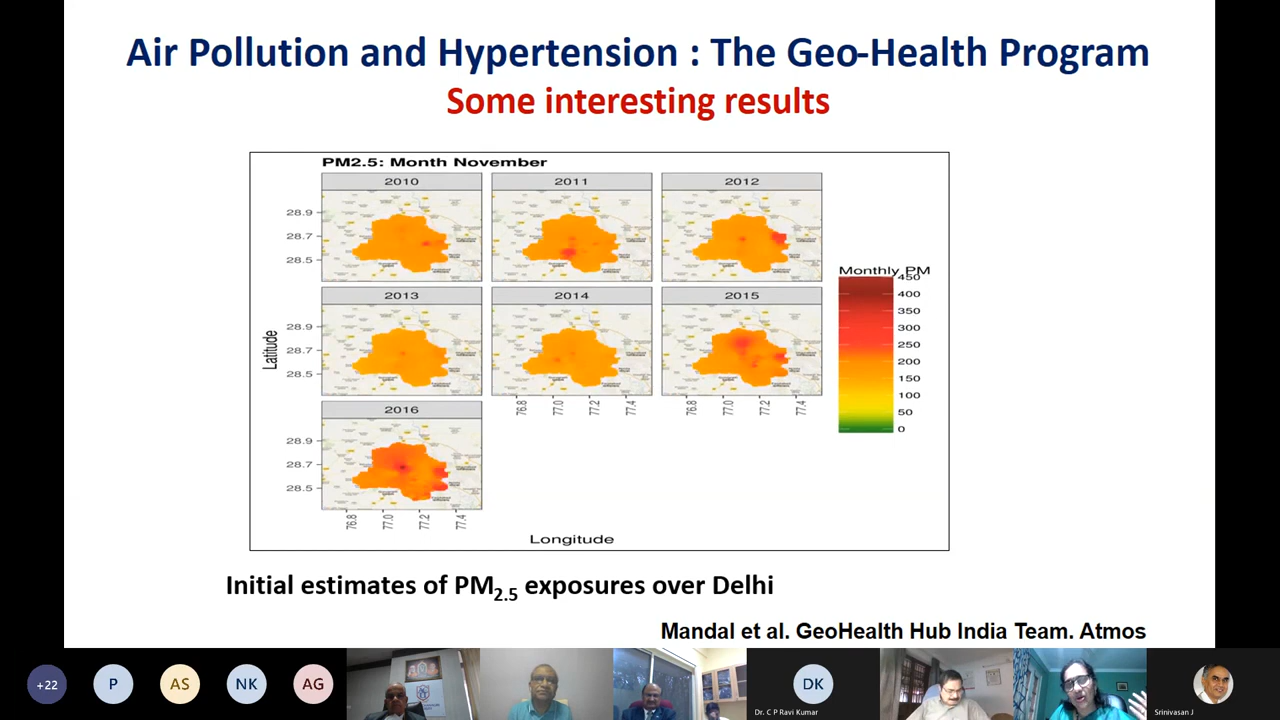 Air Pollution and Hypertension : The Geo-Health Program
Some interesting results
PM2.5: Month November
2010
2011
2012
28.9
28.7
28.5
2013
2014
2015
28.9
28.7
28.5
76.8
77.0
77.2
77.4
76.8
77.0
77.2
77.4
2016
28.9
28.7
28.5
76.8
77.0
77.2
77.4
Latitude
Longitude
Monthly PM
450
400
350
300
250
200
150
100
50
0
Initial estimates of PM2.5 exposures over Delhi
Mandal et al. GeoHealth Hub India Team. Atmos
+22
P
AS
NK
AG
DK
Dr. C P Ravi Kumar
Srinivasan J